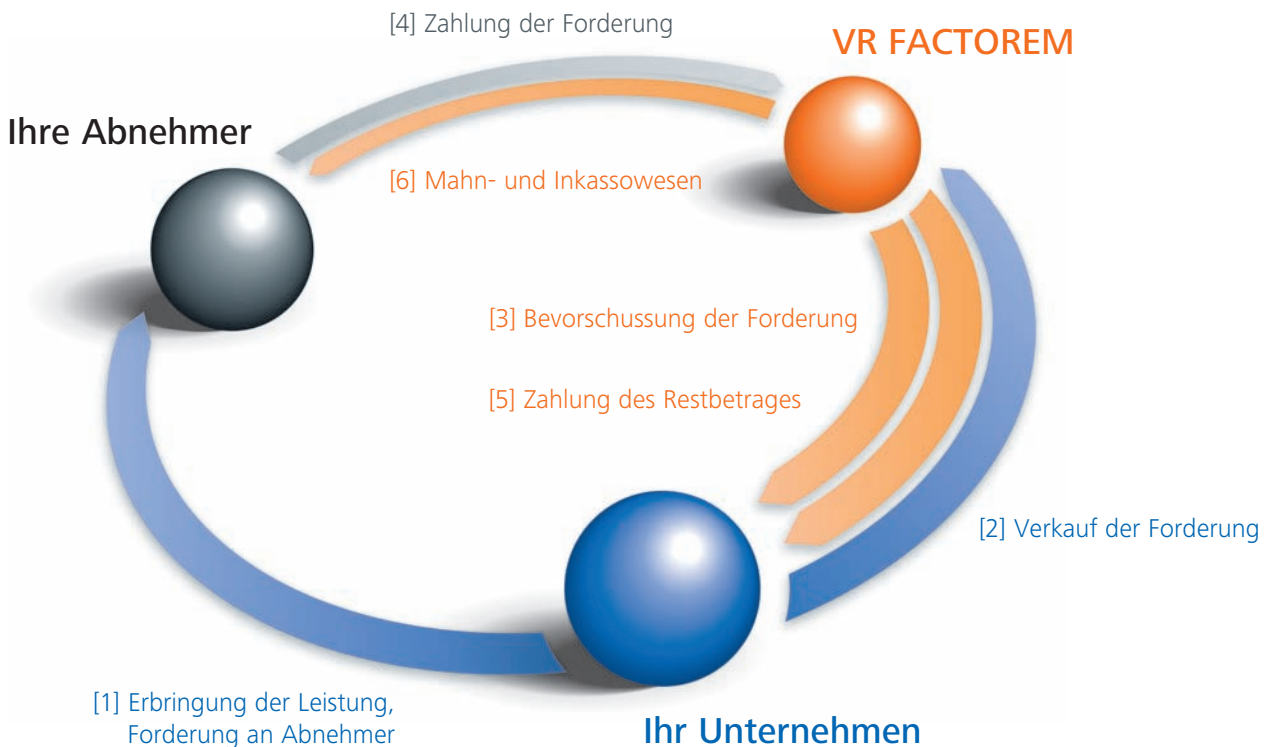 [4] Zahlung der Forderung
VR FACTOREM
Ihre Abnehmer
[6] Mahn- und Inkassowesen
[3] Bevorschussung der Forderung
[5] Zahlung des Restbetrages
[2] Verkauf der Forderung
[1] Erbringung der Leistung,
Forderung an Abnehmer
Ihr Unternehmen